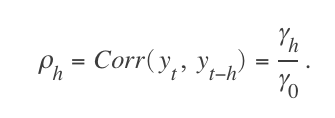 ρ_h = Corr(y_t, y_{t–h}) = γ_h / γ_0 .